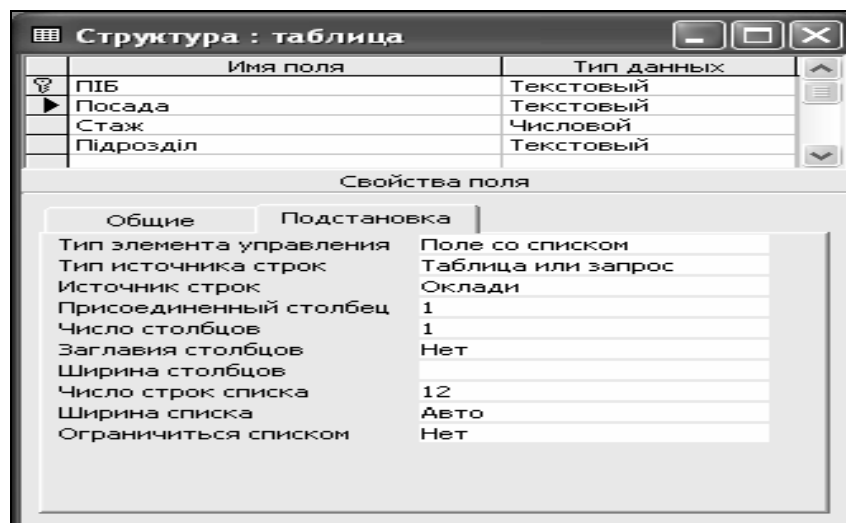 Структура : таблица
Имя поля Тип данных
ПІБ Текстовый
Посада Текстовый
Стаж Числовой
Підрозділ Текстовый
Свойства поля
Общие Подстановка
Тип элемента управления Поле со списком
Тип источника строк Таблица или запрос
Источник строк Оклади
Присоединенный столбец 1
Число столбцов 1
Заглавия столбцов Нет
Ширина столбцов
Число строк списка 12
Ширина списка Авто
Ограничиться списком Нет